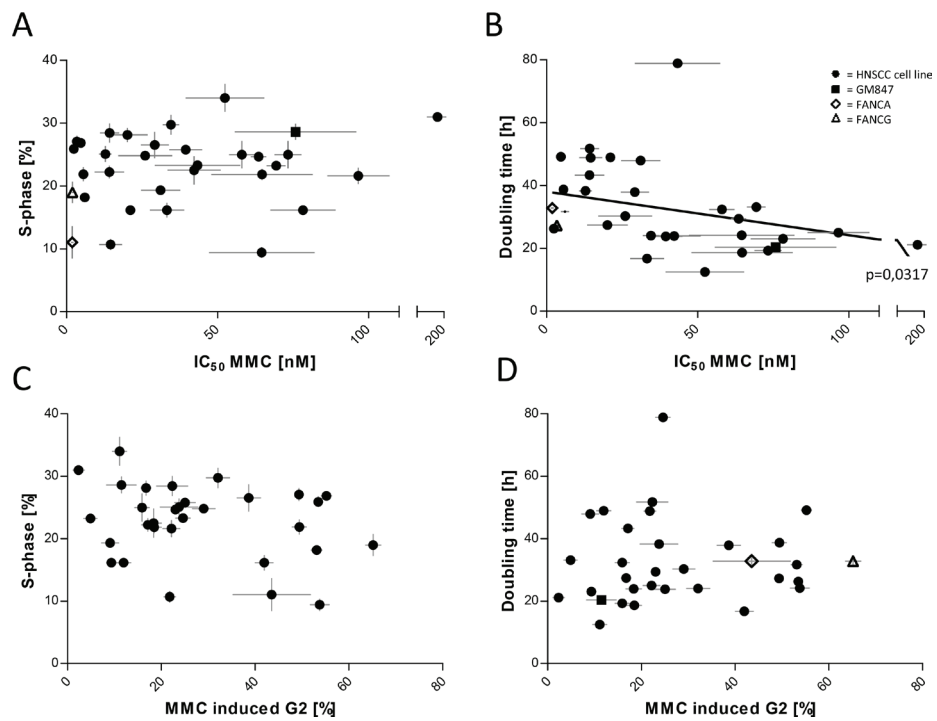 A
S-phase [%]
40
30
20
10
0
0
50
100
200
IC50 MMC [nM]
B
Doubling time [h]
80
60
40
20
0
0
50
100
200
IC50 MMC [nM]
= HNSCC cell line
= GM847
= FANCA
= FANCG
p=0,0317
C
S-phase [%]
40
30
20
10
0
0
20
40
60
80
MMC induced G2 [%]
D
Doubling time [h]
80
60
40
20
0
0
20
40
60
80
MMC induced G2 [%]